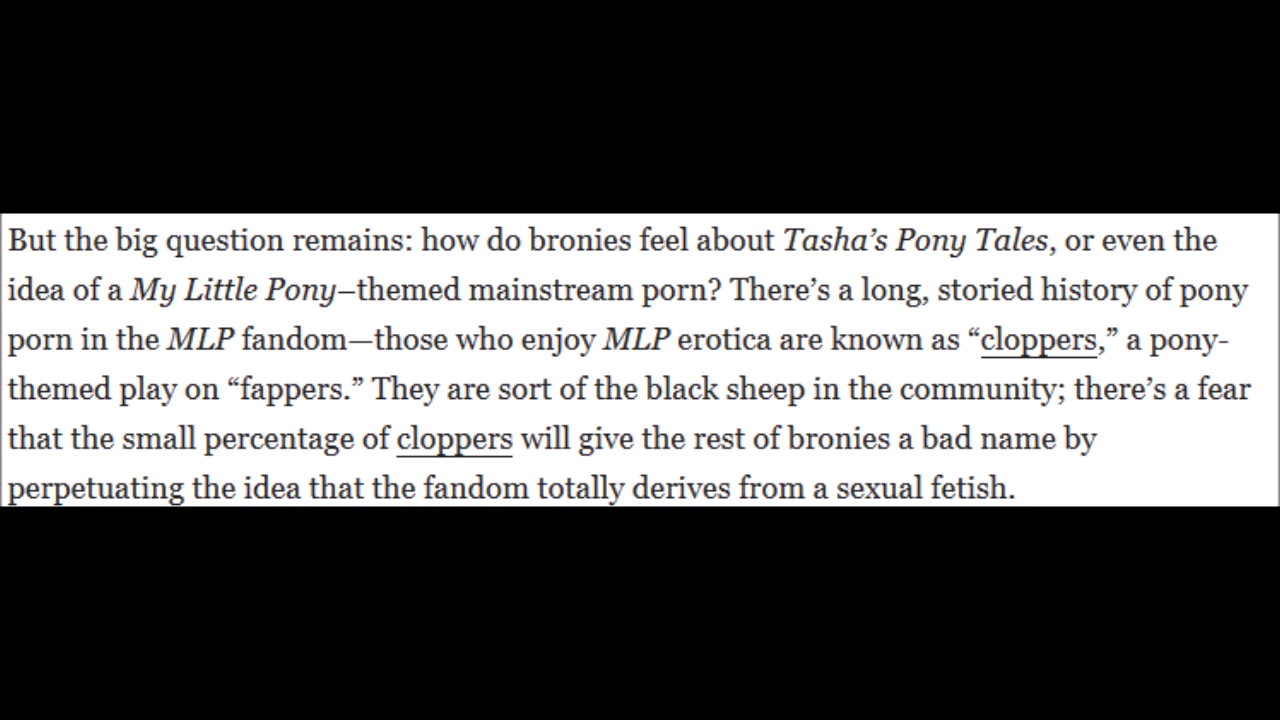 But the big question remains: how do bronies feel about Tasha’s Pony Tales, or even the
idea of a My Little Pony–themed mainstream porn? There’s a long, storied history of pony
porn in the MLP fandom—those who enjoy MLP erotica are known as “cloppers,” a pony-
themed play on “fappers.” They are sort of the black sheep in the community; there’s a fear
that the small percentage of cloppers will give the rest of bronies a bad name by
perpetuating the idea that the fandom totally derives from a sexual fetish.